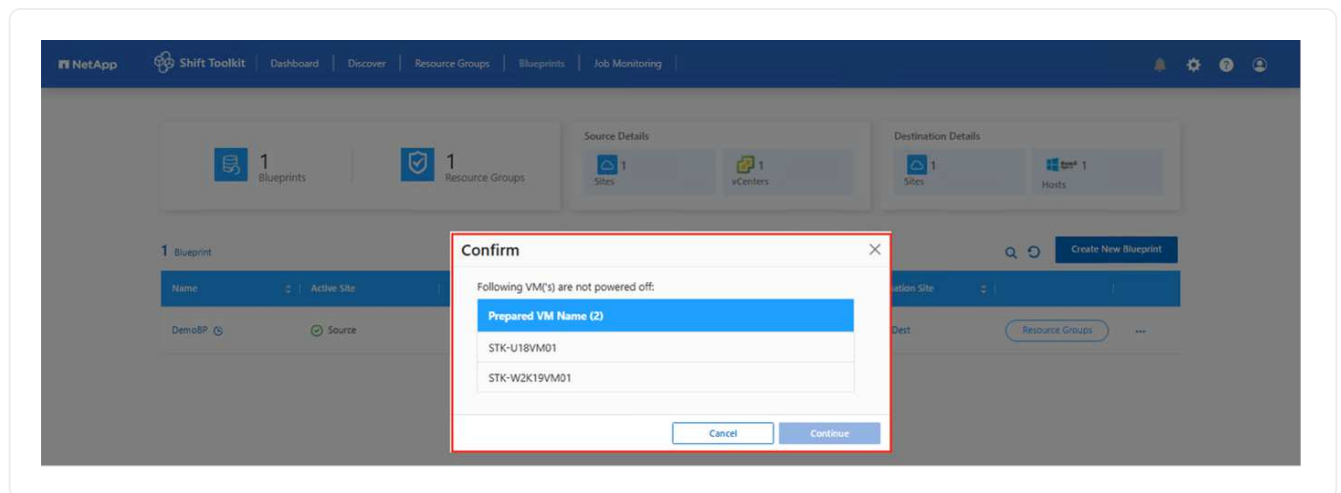 NetApp Shift Toolkit Dashboard Discover Resource Groups Blueprints Job Monitoring
Source Details
Destination Details
1
Blueprints
1
Resource Groups
1
Sites
1
vCenters
1
Sites
1
Hosts
1 Blueprint
Create New Blueprint
Name
Active Site
ation Site
DemoBP
Source
Dest
Resource Groups
...
Confirm
Following VM('s) are not powered off:
Prepared VM Name (2)
STK-U18VM01
STK-W2K19VM01
Cancel
Continue